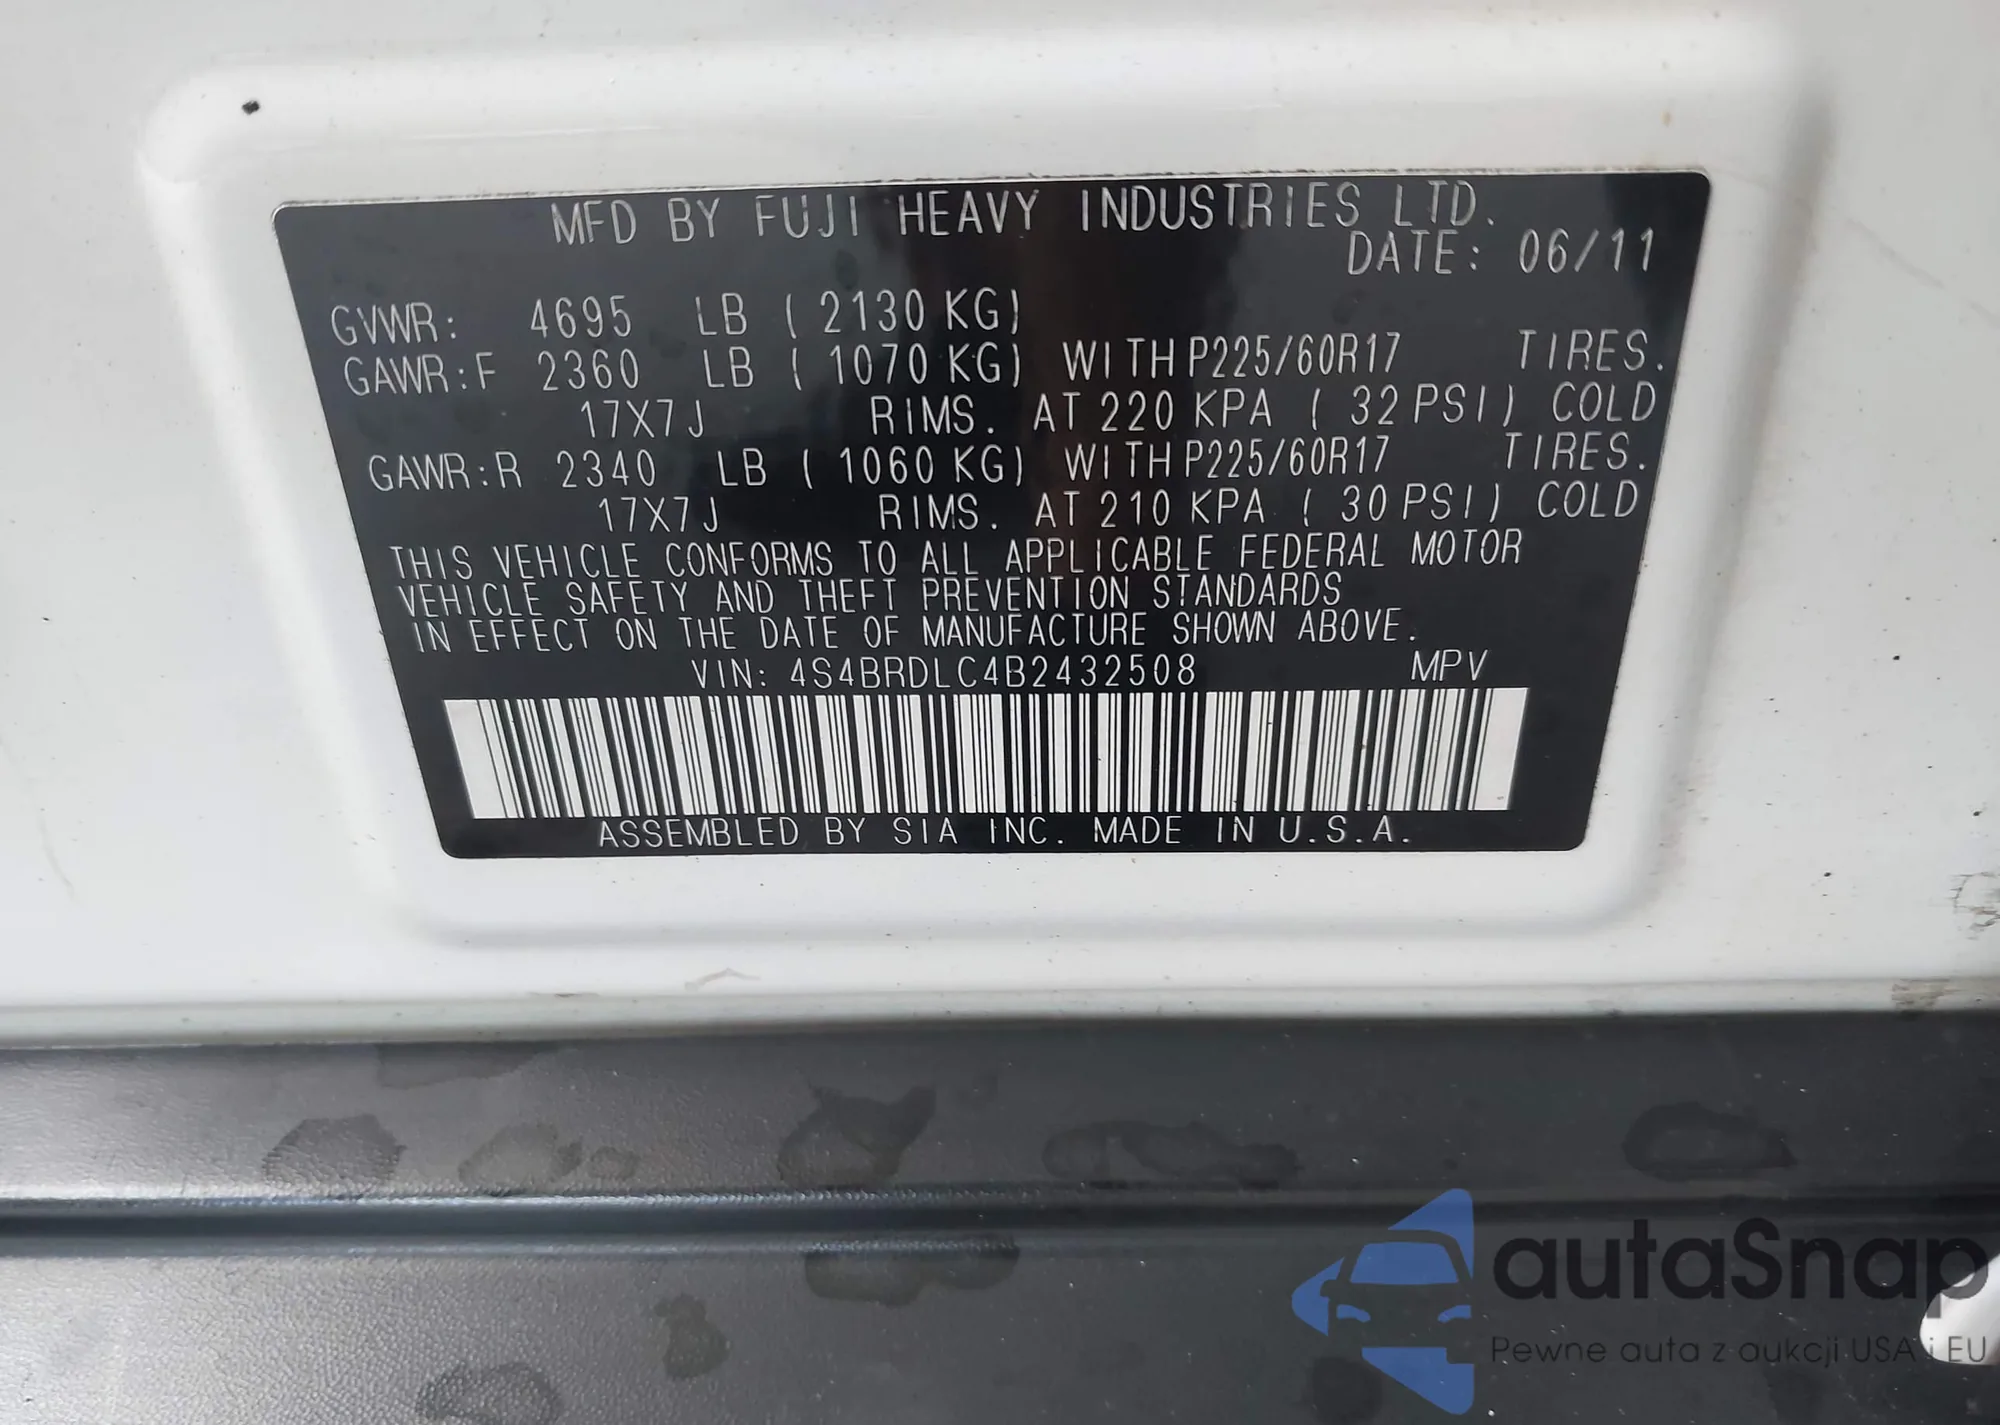 MFD BY FUJI HEAVY INDUSTRIES LTD.
DATE: 06/11
GVWR: 4695 LB ( 2130 KG)
GAWR:F 2360 LB ( 1070 KG) WITH P225/60R17 TIRES.
17X7J RIMS. AT 220 KPA ( 32 PSI) COLD
GAWR:R 2340 LB ( 1060 KG) WITH P225/60R17 TIRES.
17X7J RIMS. AT 210 KPA ( 30 PSI) COLD
THIS VEHICLE CONFORMS TO ALL APPLICABLE FEDERAL MOTOR
VEHICLE SAFETY AND THEFT PREVENTION STANDARDS
IN EFFECT ON THE DATE OF MANUFACTURE SHOWN ABOVE.
VIN: 4S4BRDLC4B2432508 MPV
ASSEMBLED BY SIA INC. MADE IN U.S.A.
autoSnap
Pewne auta z aukcji USA i EU